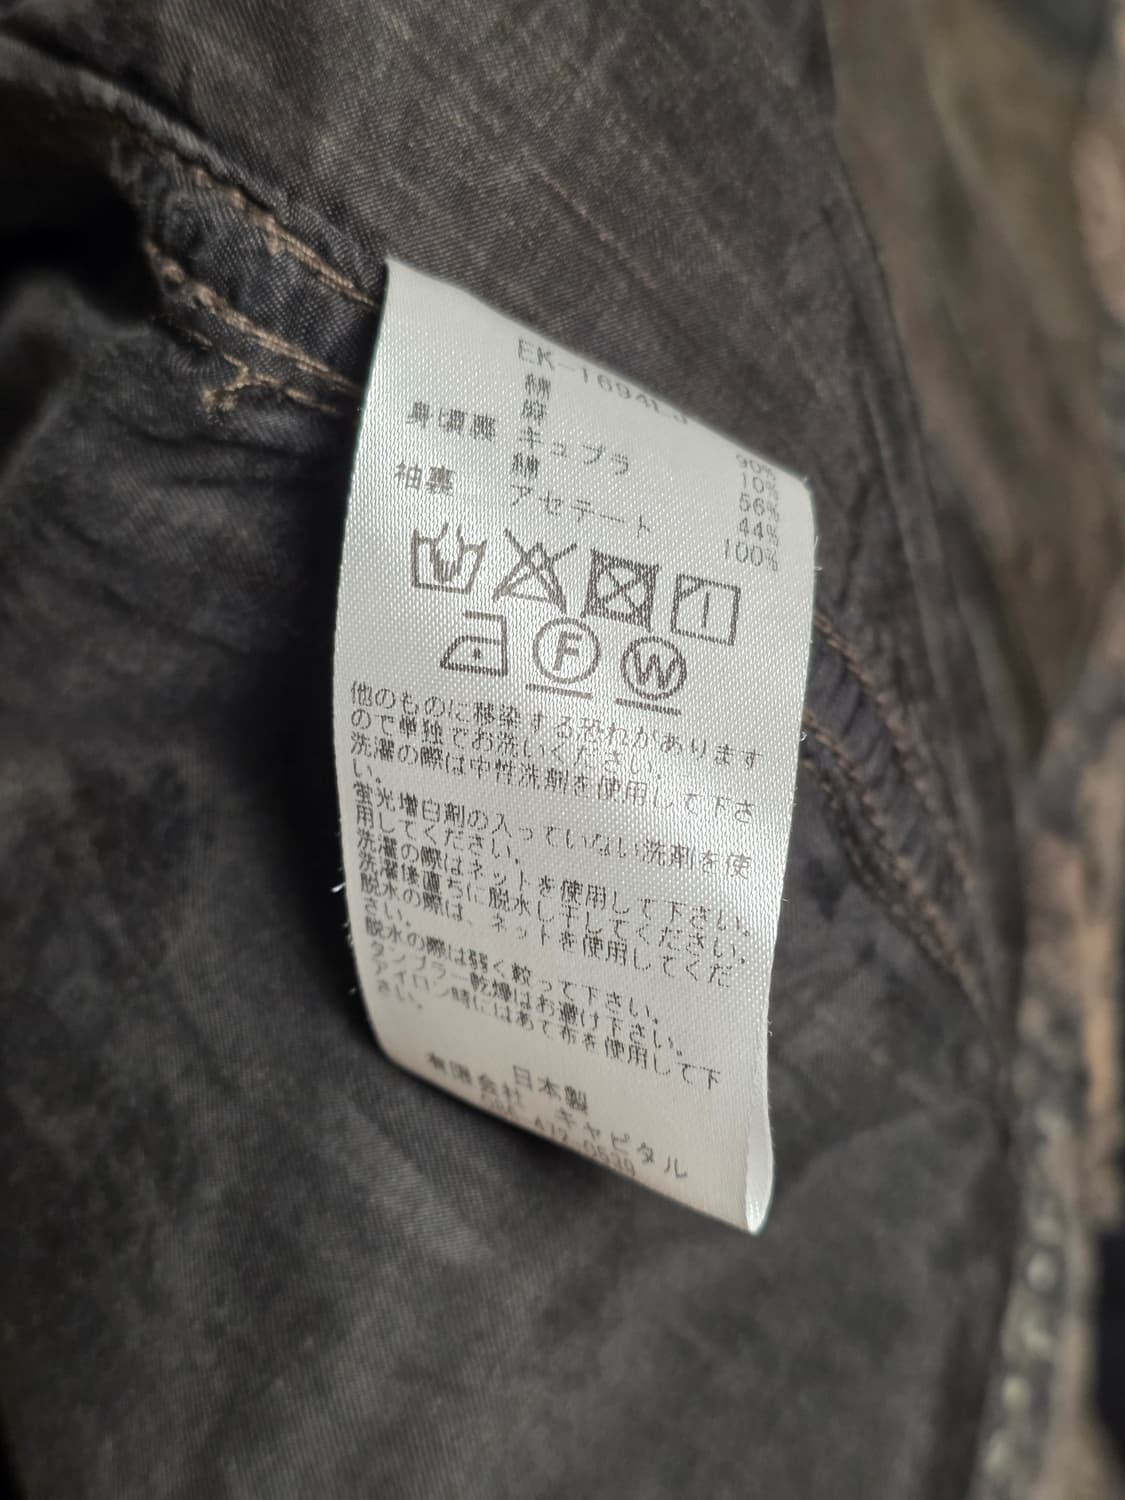 綿 90%
麻 10%
身頃裏 キュプラ 56%
綿 44%
袖裏 アセテート 100%
F W
他のものに移染する恐れがあります
ので単独でお洗いください。
洗濯の際は中性洗剤を使用して下さ
い。
蛍光増白剤の入っていない洗剤を使
用してください。
洗濯の際はネットを使用して下さい。
洗濯後直ちに脱水し干してください。
脱水の際は、ネットを使用してくだ
さい。
脱水の際は弱く絞って下さい。
タンブラー乾燥はお避け下さい。
アイロン時にはあて布を使用して下
さい。
日本製
有限会社 キャピタル